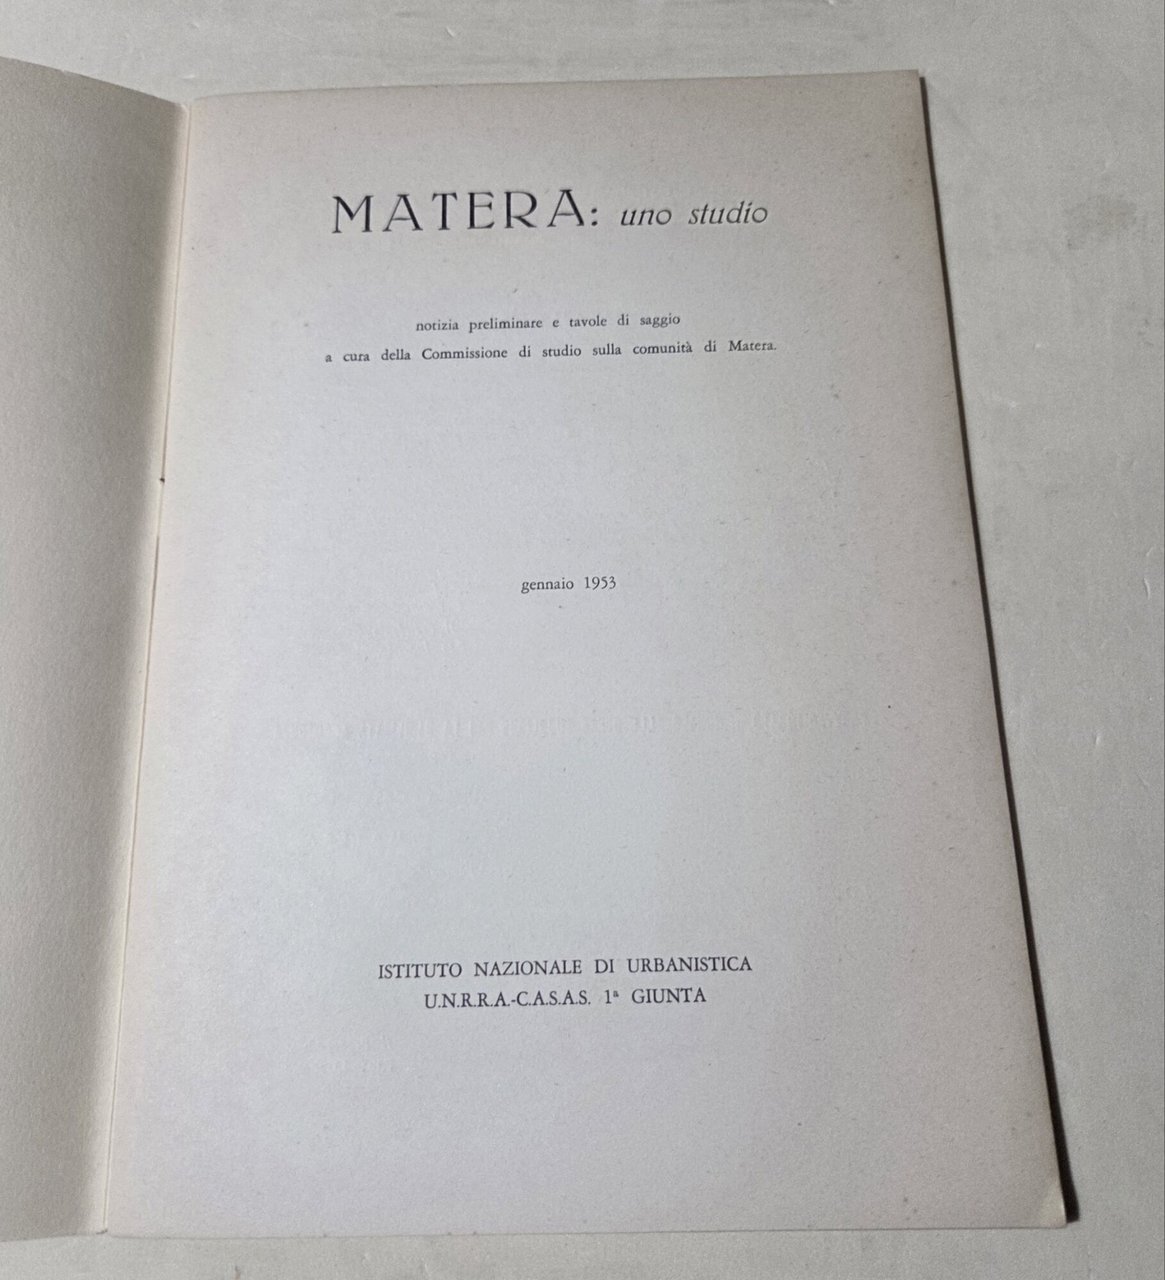 MATERA: uno studio
notizia preliminare e tavole di saggio
a cura della Commissione di studio sulla comunità di Matera.
gennaio 1953
ISTITUTO NAZIONALE DI URBANISTICA
U.N.R.R.A.-C.A.S.A.S. 1ª GIUNTA